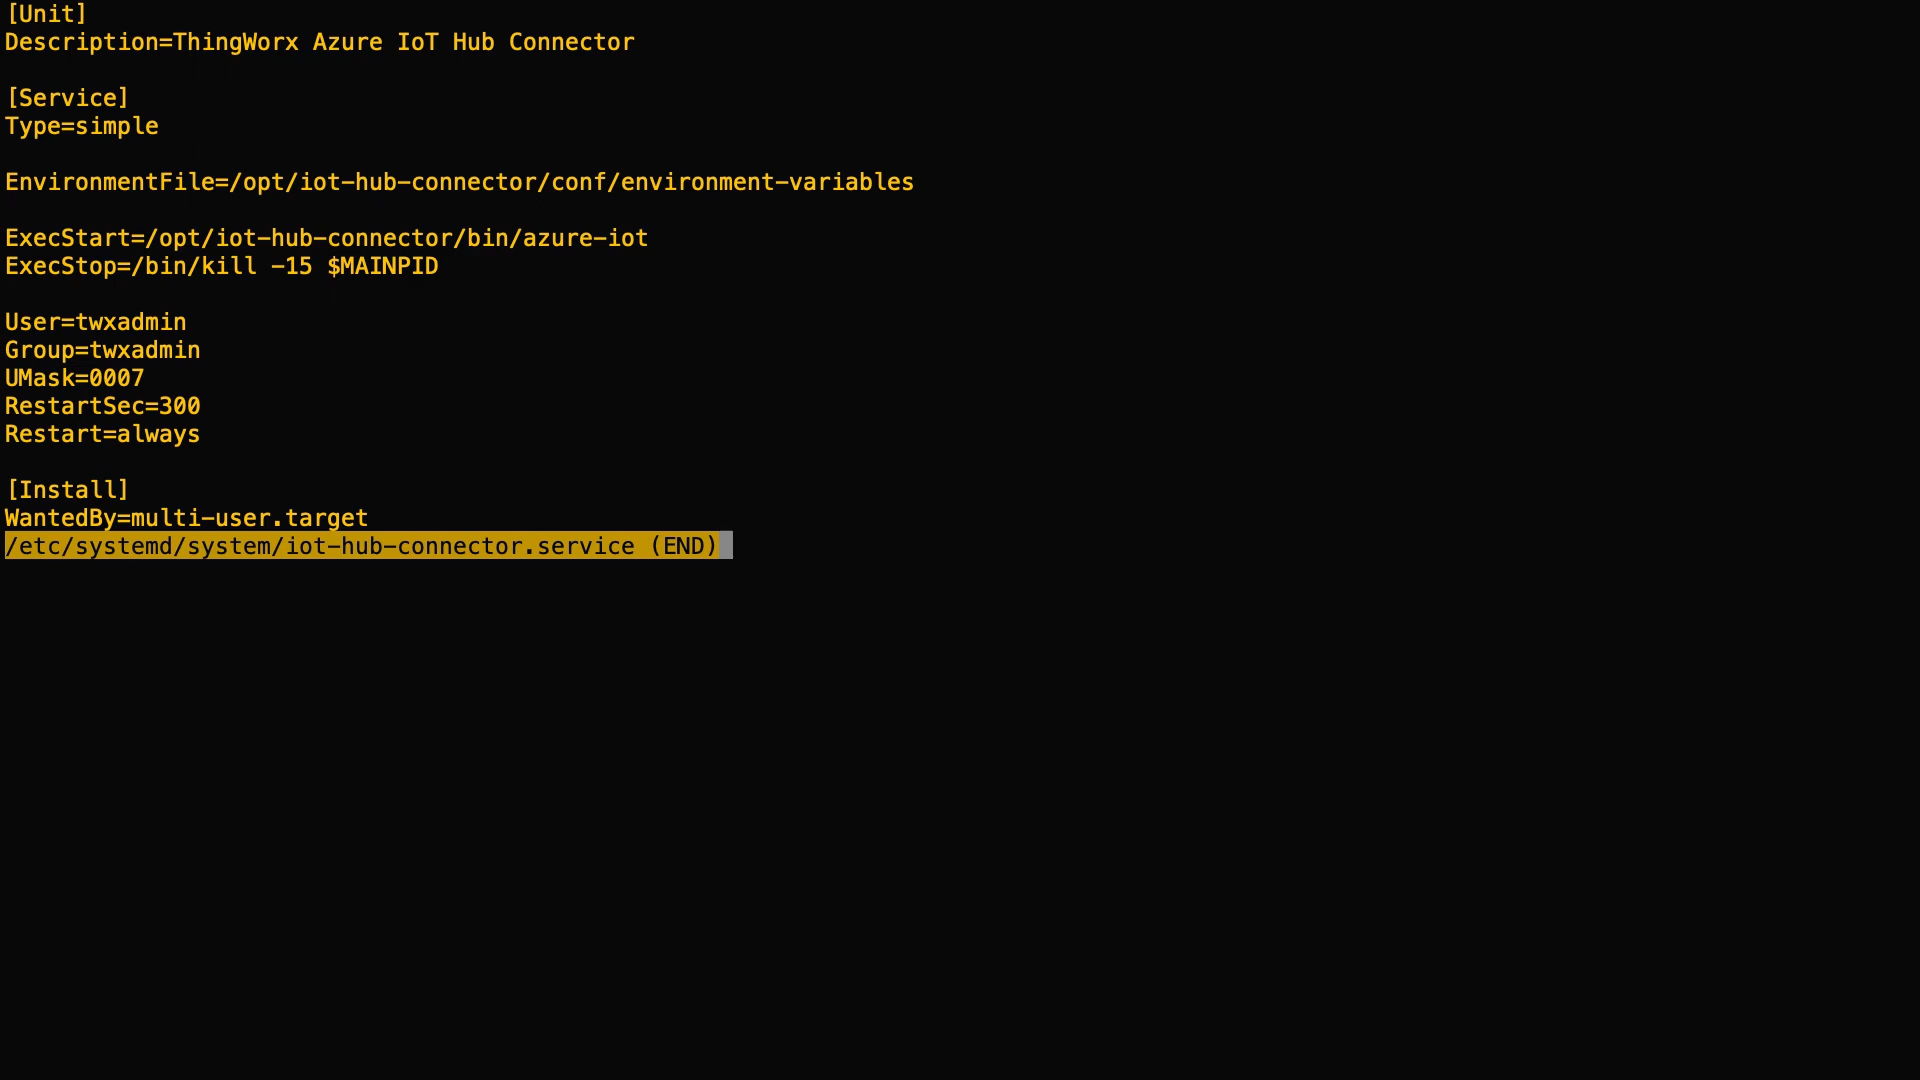 [Unit]
Description=ThingWorx Azure IoT Hub Connector
[Service]
Type=simple
EnvironmentFile=/opt/iot-hub-connector/conf/environment-variables
ExecStart=/opt/iot-hub-connector/bin/azure-iot
ExecStop=/bin/kill -15 $MAINPID
User=twxadmin
Group=twxadmin
UMask=0007
RestartSec=300
Restart=always
[Install]
WantedBy=multi-user.target
/etc/systemd/system/iot-hub-connector.service (END)